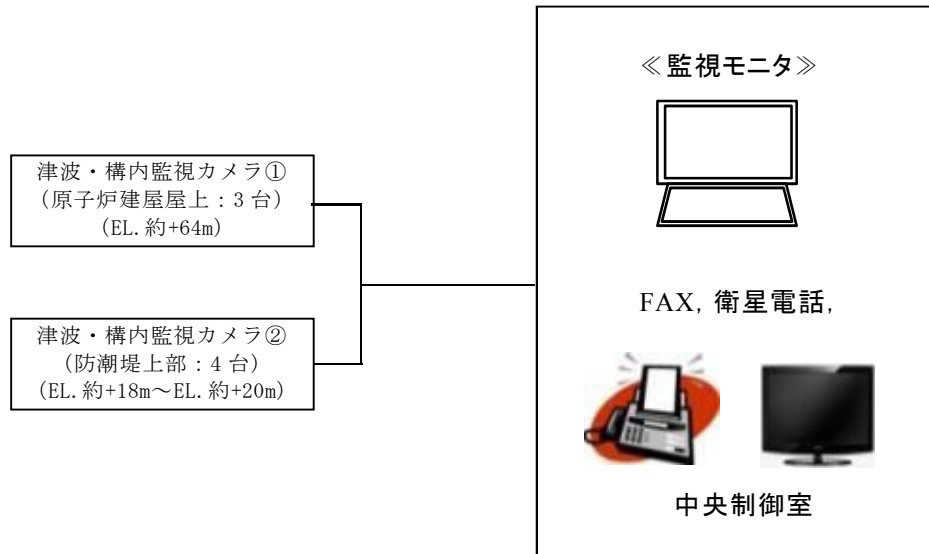 ≪監視モニタ≫
津波・構内監視カメラ①
(原子炉建屋屋上：3 台)
(EL. 約+64m)
津波・構内監視カメラ②
(防潮堤上部：4 台)
(EL. 約+18m～EL. 約+20m)
FAX, 衛星電話,
中央制御室